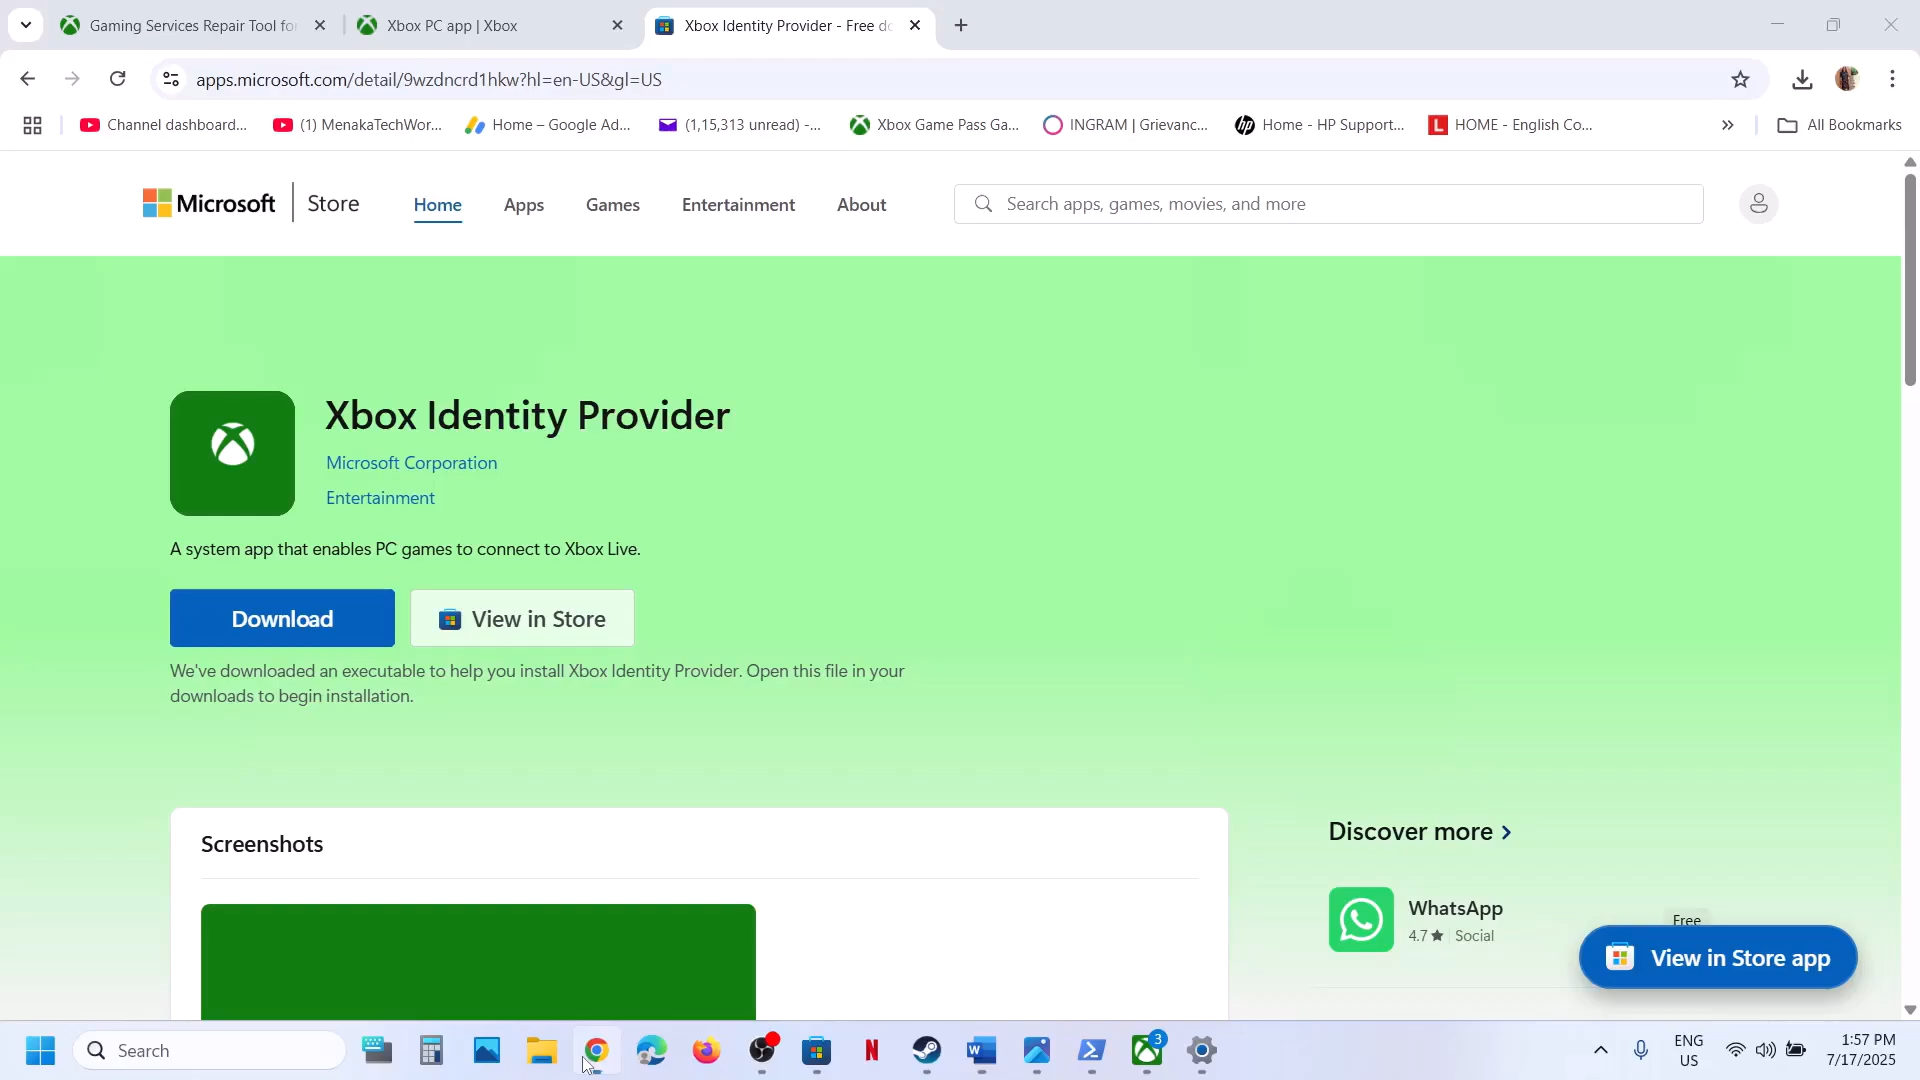 Gaming Services Repair Tool for
Xbox PC app | Xbox
Xbox Identity Provider - Free do
apps.microsoft.com/detail/9wzdncrd1hkw?hl=en-US&gl=US
Channel dashboard...
(1) MenakaTechWor...
Home – Google Ad...
(1,15,313 unread) -...
Xbox Game Pass Ga...
INGRAM | Grievanc...
Home - HP Support...
HOME - English Co...
All Bookmarks
Microsoft Store
Home
Apps
Games
Entertainment
About
Search apps, games, movies, and more
Xbox Identity Provider
Microsoft Corporation
Entertainment
A system app that enables PC games to connect to Xbox Live.
Download
View in Store
We've downloaded an executable to help you install Xbox Identity Provider. Open this file in your
downloads to begin installation.
Screenshots
Discover more
WhatsApp
4.7 ★ Social
Free
View in Store app
Search
3
ENG
US
1:57 PM
7/17/2025